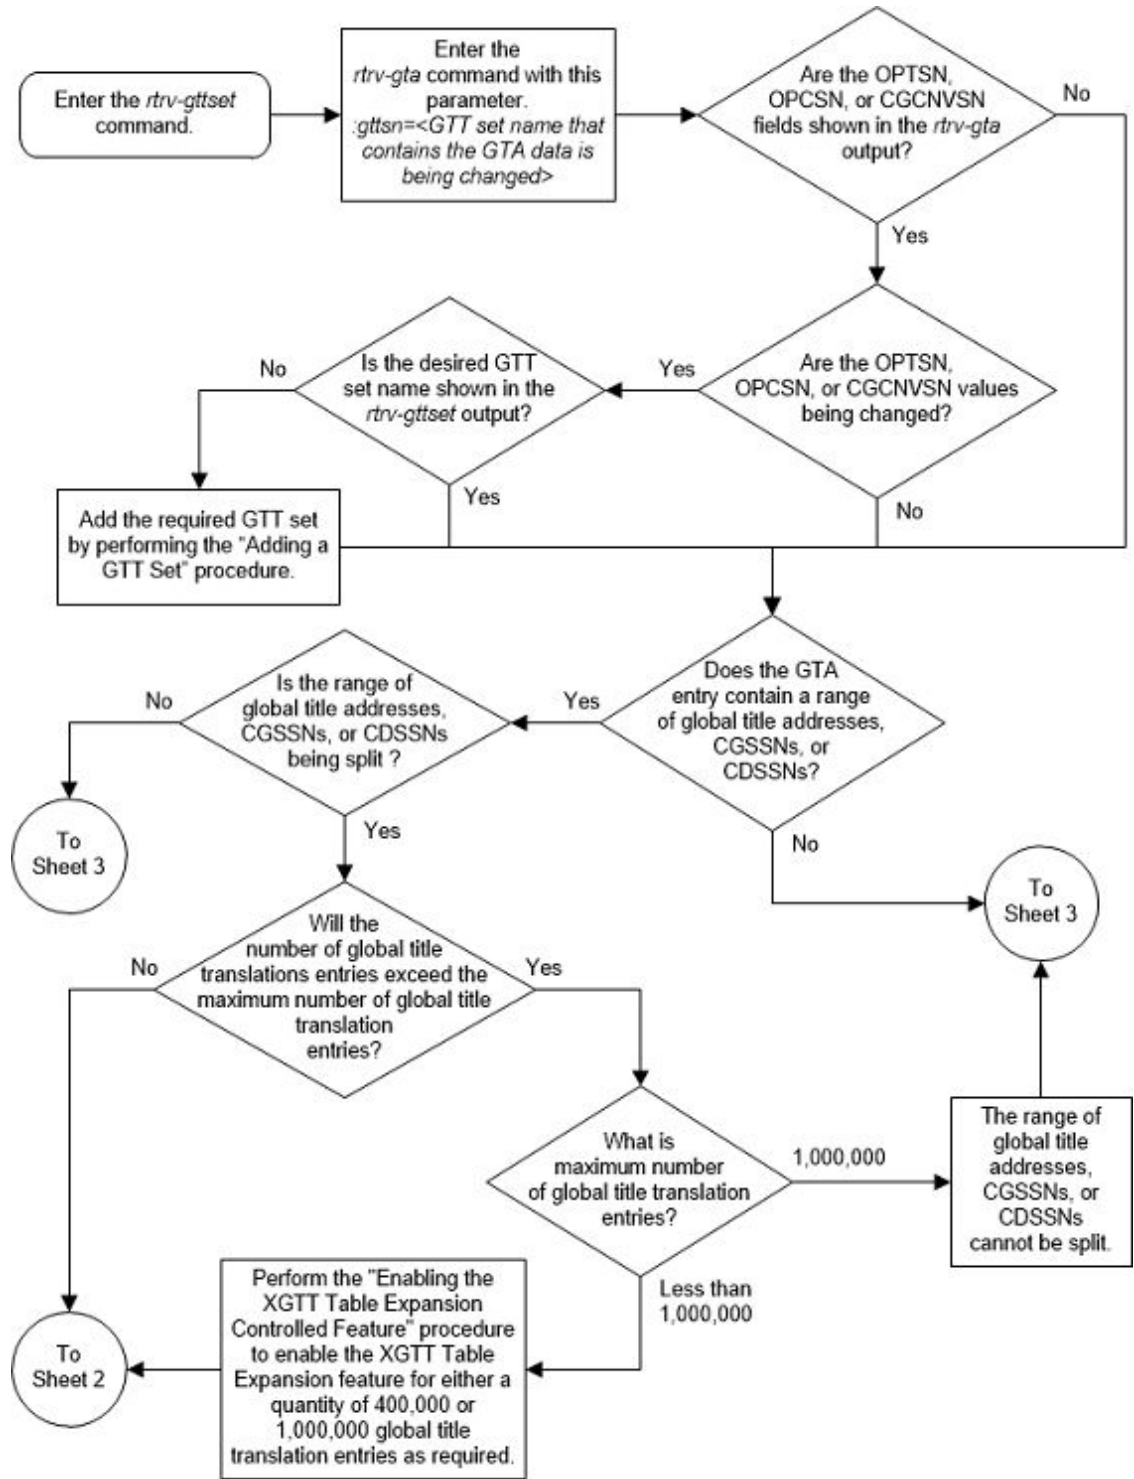 Enter the rtrv-gttset
command.
Enter the
rtrv-gta command with this
parameter.
:gttsn=<GTT set name that
contains the GTA data is
being changed>
Are the OPTSN,
OPCSN, or CGCNVSN
fields shown in the rtrv-gta
output?
No
Yes
Are the OPTSN,
OPCSN, or CGCNVSN values
being changed?
Yes
No
Is the desired GTT
set name shown in the
rtrv-gttset output?
No
Yes
Add the required GTT set
by performing the "Adding a
GTT Set" procedure.
Does the GTA
entry contain a range
of global title addresses,
CGSSNs, or
CDSSNs?
Yes
No
Is the range of
global title addresses,
CGSSNs, or CDSSNs
being split ?
No
Yes
To
Sheet 3
To
Sheet 3
Will the
number of global title
translations entries exceed the
maximum number of global title
translation
entries?
No
Yes
What is
maximum number
of global title translation
entries?
1,000,000
Less than
1,000,000
The range of
global title
addresses,
CGSSNs, or
CDSSNs
cannot be split.
Perform the "Enabling the
XGTT Table Expansion
Controlled Feature" procedure
to enable the XGTT Table
Expansion feature for either a
quantity of 400,000 or
1,000,000 global title
translation entries as required.
To
Sheet 2